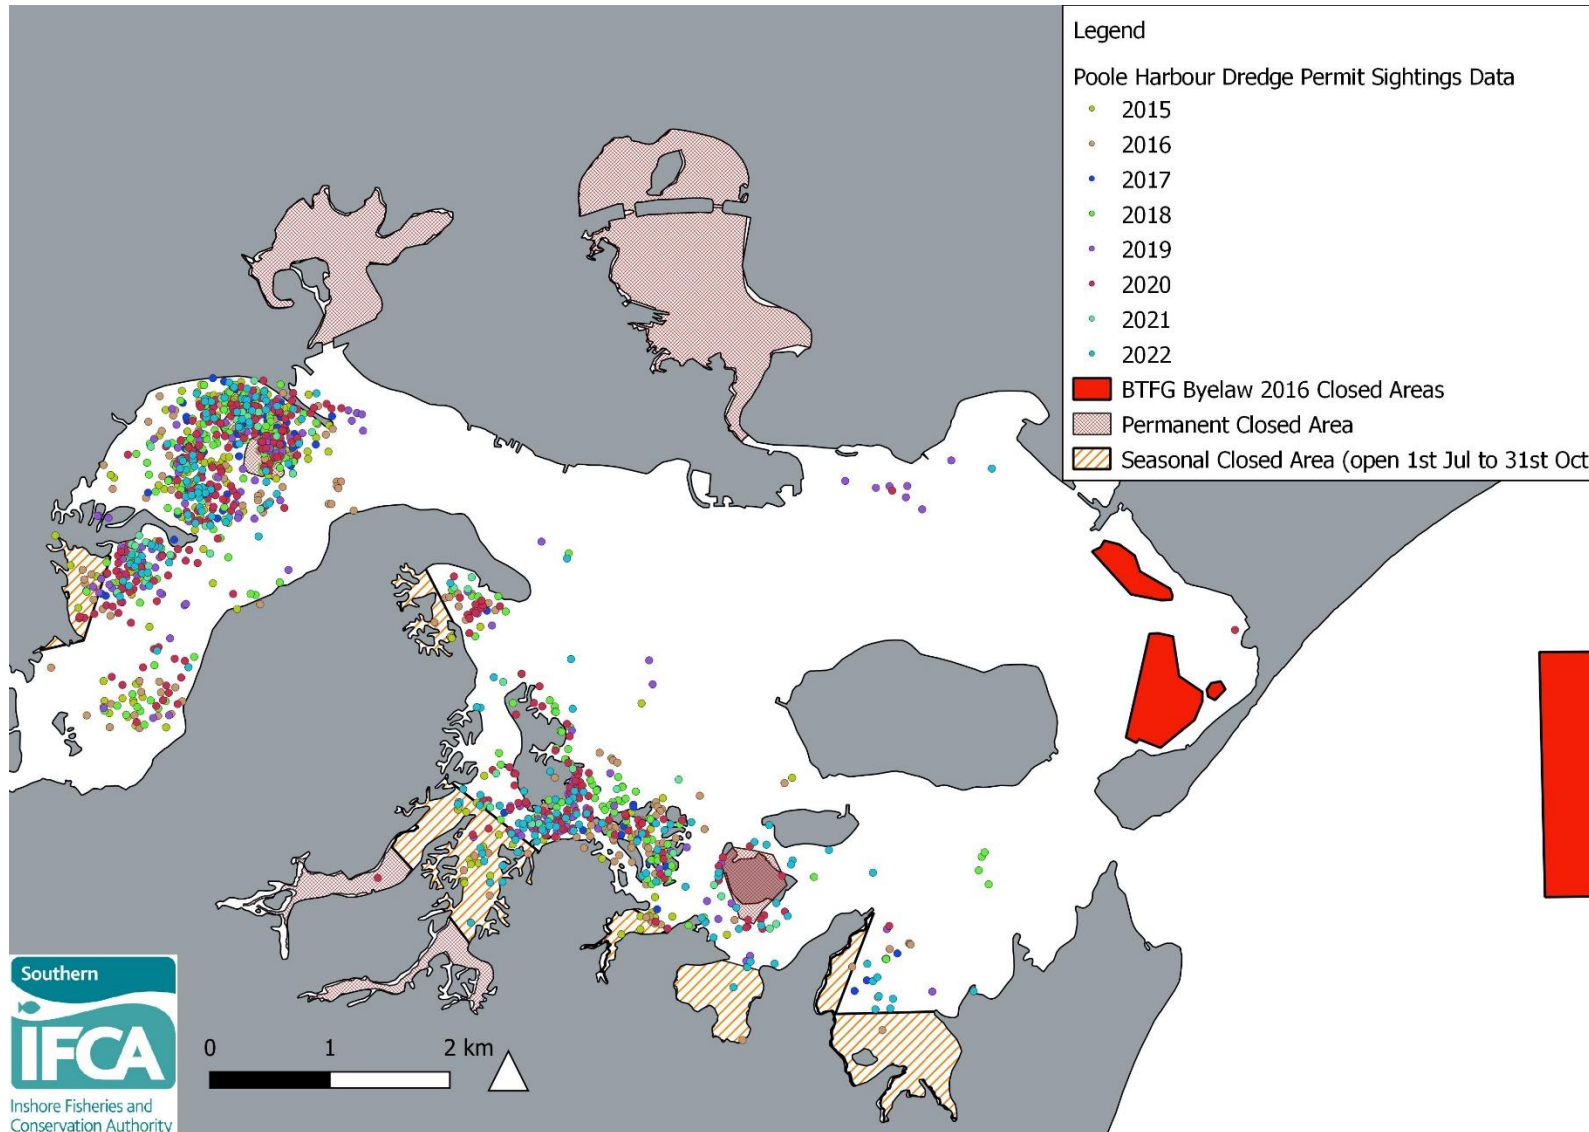 Legend
Poole Harbour Dredge Permit Sightings Data
2015
2016
2017
2018
2019
2020
2021
2022
BTFG Byelaw 2016 Closed Areas
Permanent Closed Area
Seasonal Closed Area (open 1st Jul to 31st Oct
Southern
IFCA
Inshore Fisheries and
Conservation Authority
0 1 2 km